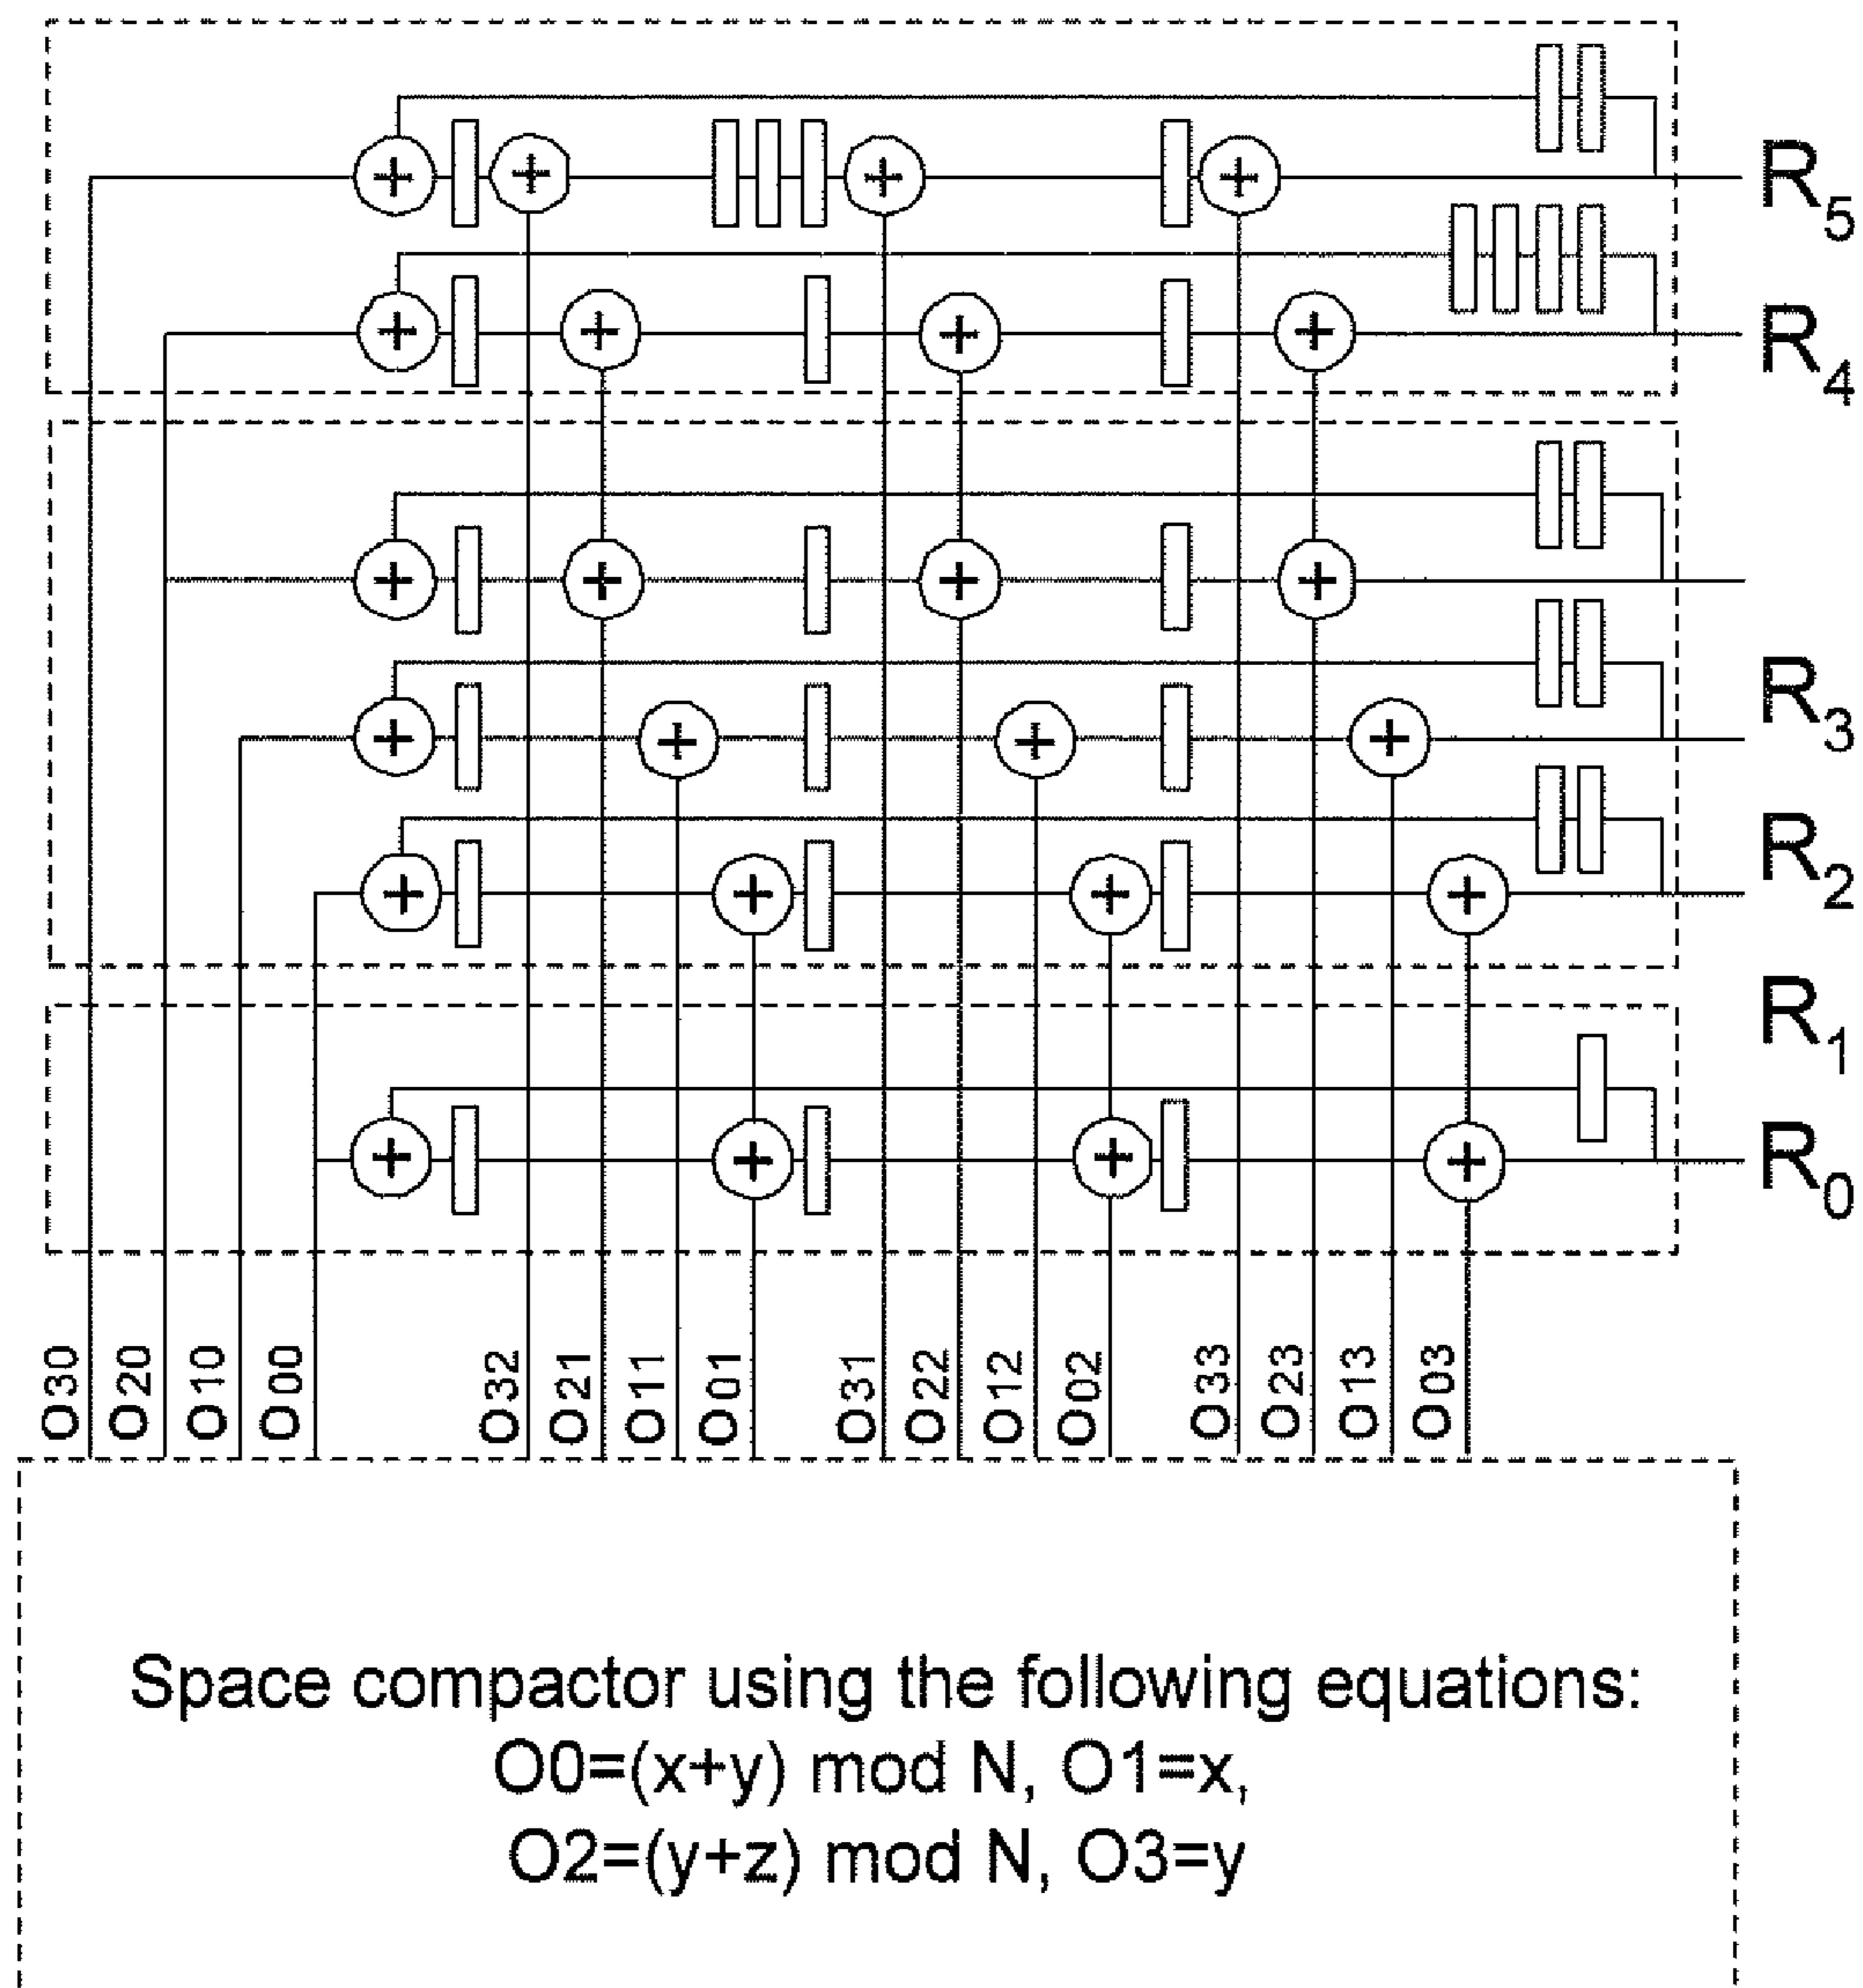 R5
R4
R3
R2
R1
R0
O30
O20
O10
O00
O32
O21
O11
O01
O31
O22
O12
O02
O33
O23
O13
O03
Space compactor using the following equations:
O0=(x+y) mod N, O1=x,
O2=(y+z) mod N, O3=y